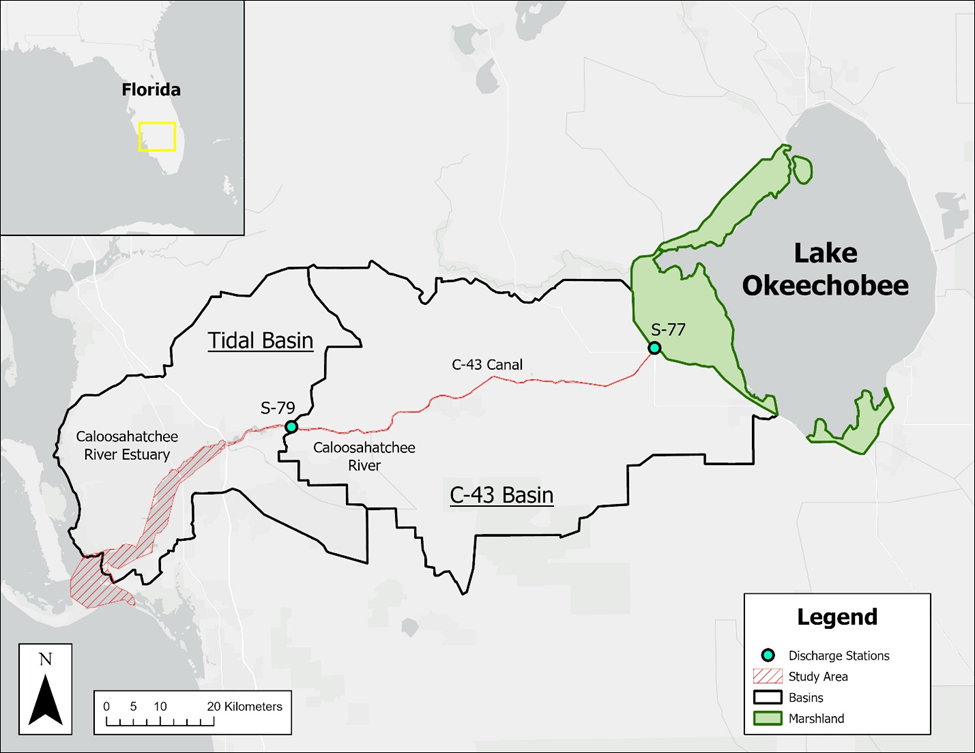 Florida
Lake
Okeechobee
S-77
Tidal Basin
C-43 Canal
S-79
Caloosahatchee
River Estuary
Caloosahatchee
River
C-43 Basin
Legend
Discharge Stations
Study Area
Basins
Marshland
N
0 5 10 20 Kilometers